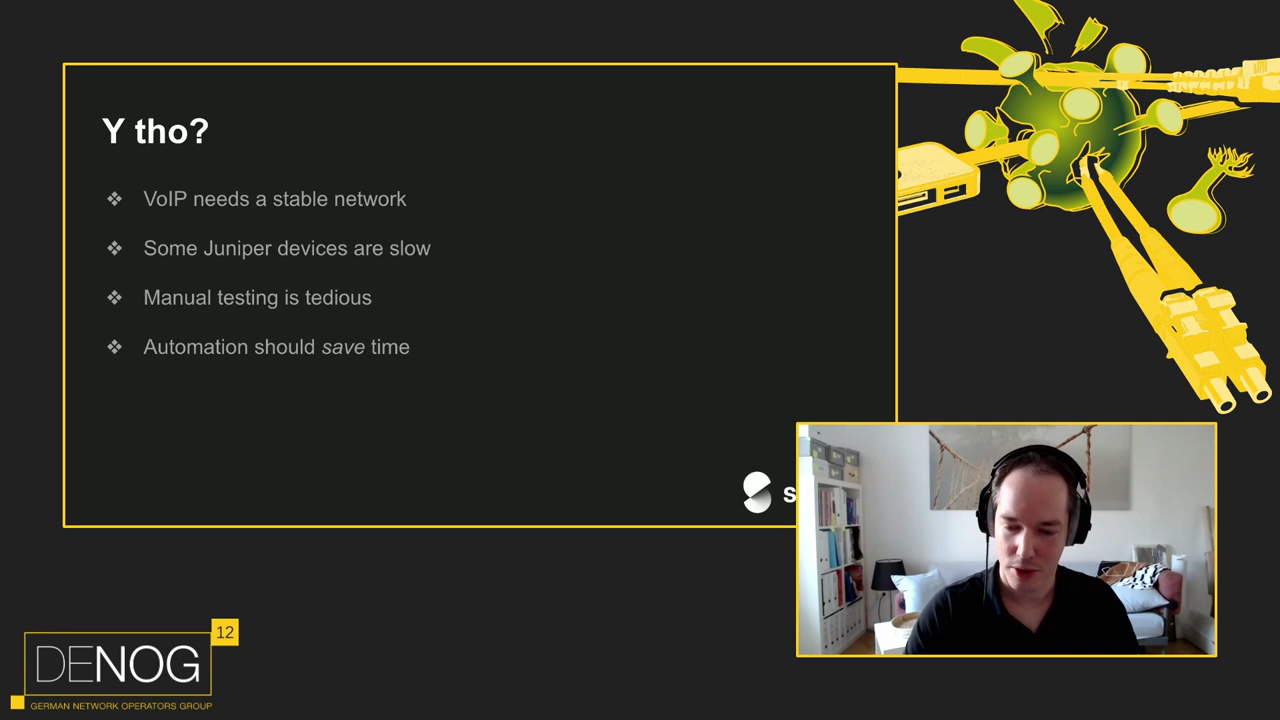 Y tho?
❖ VoIP needs a stable network
❖ Some Juniper devices are slow
❖ Manual testing is tedious
❖ Automation should save time
s
12
DENOG
GERMAN NETWORK OPERATORS GROUP